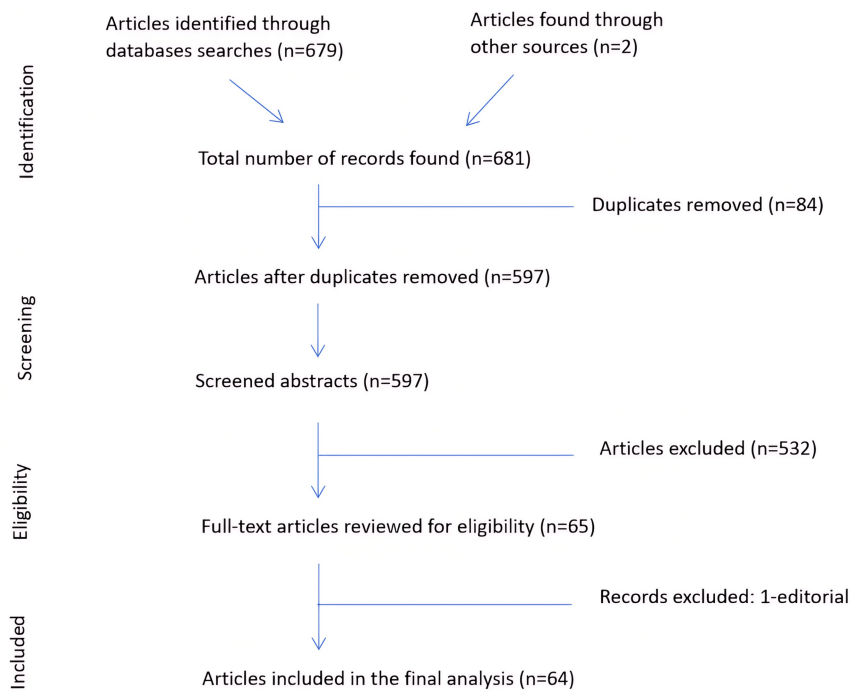 Articles identified through
databases searches (n=679)
Articles found through
other sources (n=2)
Identification
Total number of records found (n=681)
Duplicates removed (n=84)
Articles after duplicates removed (n=597)
Screening
Screened abstracts (n=597)
Articles excluded (n=532)
Eligibility
Full-text articles reviewed for eligibility (n=65)
Records excluded: 1-editorial
Included
Articles included in the final analysis (n=64)